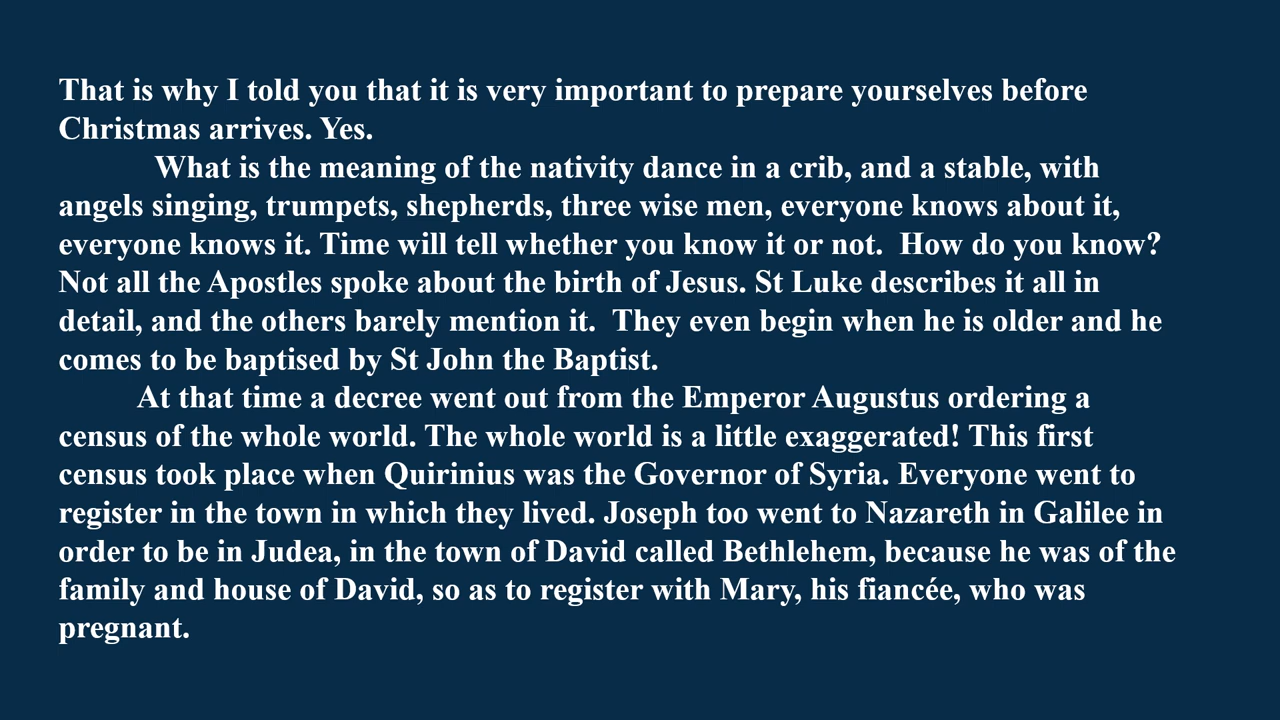 That is why I told you that it is very important to prepare yourselves before
Christmas arrives. Yes.
What is the meaning of the nativity dance in a crib, and a stable, with
angels singing, trumpets, shepherds, three wise men, everyone knows about it,
everyone knows it. Time will tell whether you know it or not.  How do you know?
Not all the Apostles spoke about the birth of Jesus. St Luke describes it all in
detail, and the others barely mention it.  They even begin when he is older and he
comes to be baptised by St John the Baptist.
At that time a decree went out from the Emperor Augustus ordering a
census of the whole world. The whole world is a little exaggerated! This first
census took place when Quirinius was the Governor of Syria. Everyone went to
register in the town in which they lived. Joseph too went to Nazareth in Galilee in
order to be in Judea, in the town of David called Bethlehem, because he was of the
family and house of David, so as to register with Mary, his fiancée, who was
pregnant.